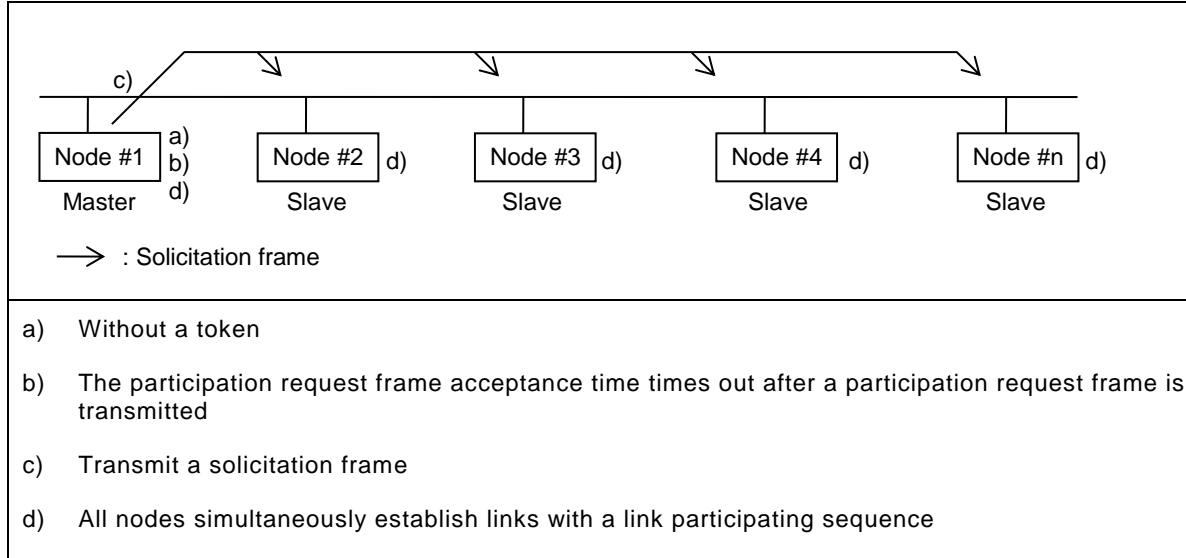 c)
Node #1 a) Node #2 d) Node #3 d) Node #4 d) Node #n d)
b)
d)
Master Slave Slave Slave Slave
: Solicitation frame
a) Without a token
b) The participation request frame acceptance time times out after a participation request frame is
transmitted
c) Transmit a solicitation frame
d) All nodes simultaneously establish links with a link participating sequence